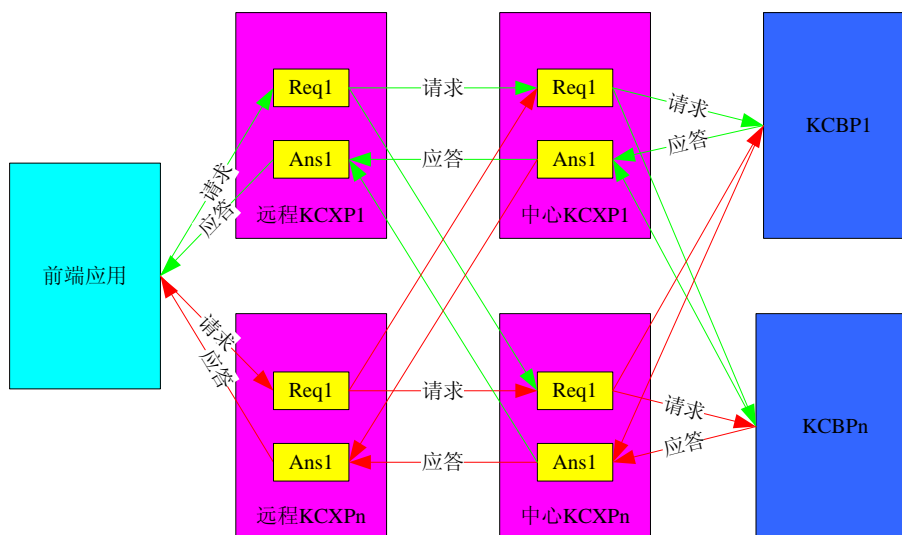 Req1
请求
Req1
请求
KCBP1
Ans1
应答
Ans1
应答
请求
应答
远程KCXP1
中心KCXP1
前端应用
请求
应答
Req1
请求
Req1
请求
KCBPn
Ans1
应答
Ans1
应答
远程KCXPn
中心KCXPn